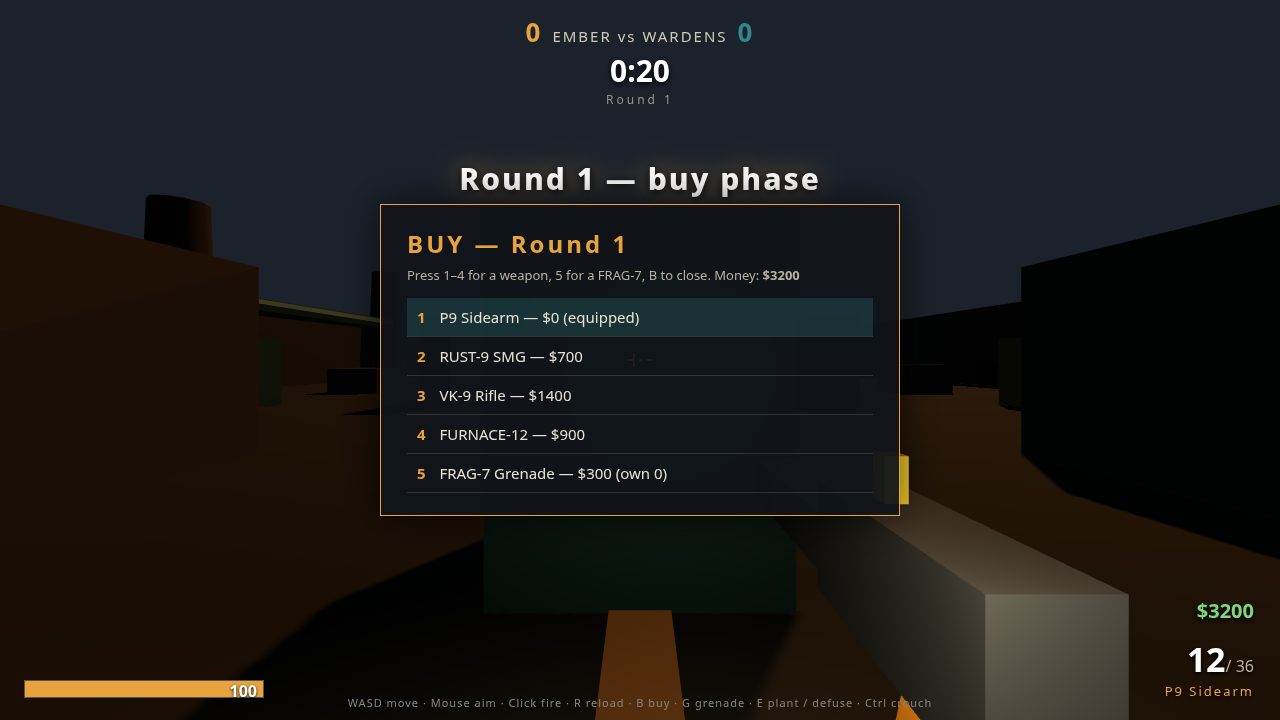 0 EMBER vs WARDENS 0
0:20
Round 1
Round 1 — buy phase
BUY — Round 1
Press 1–4 for a weapon, 5 for a FRAG-7, B to close. Money: $3200
1 P9 Sidearm — $0 (equipped)
2 RUST-9 SMG — $700
3 VK-9 Rifle — $1400
4 FURNACE-12 — $900
5 FRAG-7 Grenade — $300 (own 0)
$3200
12 / 36
P9 Sidearm
100
WASD move · Mouse aim · Click fire · R reload · B buy · G grenade · E plant / defuse · Ctrl crouch